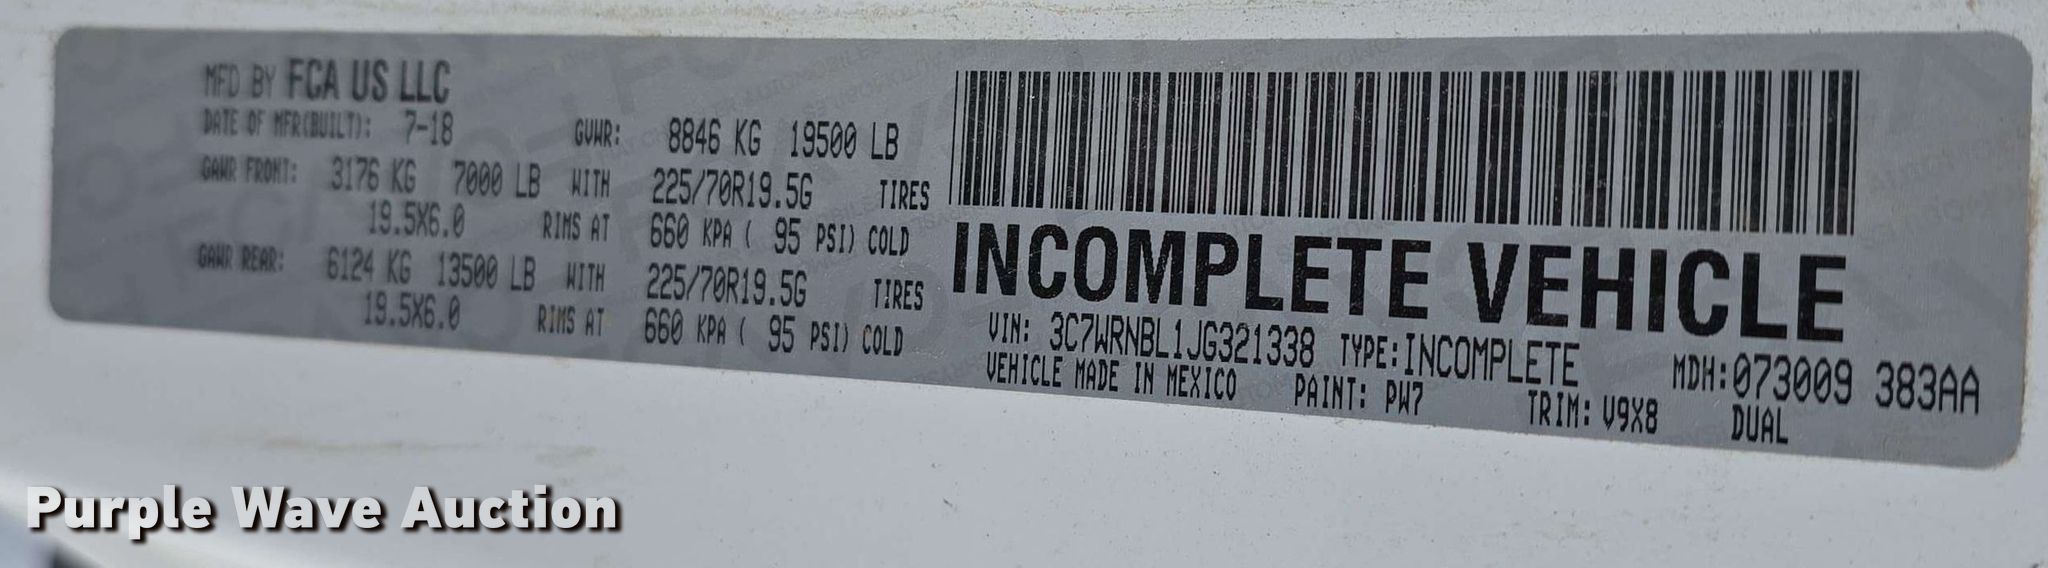 MFD BY FCA US LLC
DATE OF MFR(BUILT): 7-18 GVWR: 8846 KG 19500 LB
GAWR FRONT: 3176 KG 7000 LB WITH 225/70R19.5G TIRES
19.5X6.0 RIMS AT 660 KPA ( 95 PSI) COLD
GAWR REAR: 6124 KG 13500 LB WITH 225/70R19.5G TIRES
19.5X6.0 RIMS AT 660 KPA ( 95 PSI) COLD
INCOMPLETE VEHICLE
VIN: 3C7WRNBL1JG321338 TYPE:INCOMPLETE MDH:073009 383AA
VEHICLE MADE IN MEXICO PAINT: PW7 TRIM: V9X8 DUAL
Purple Wave Auction